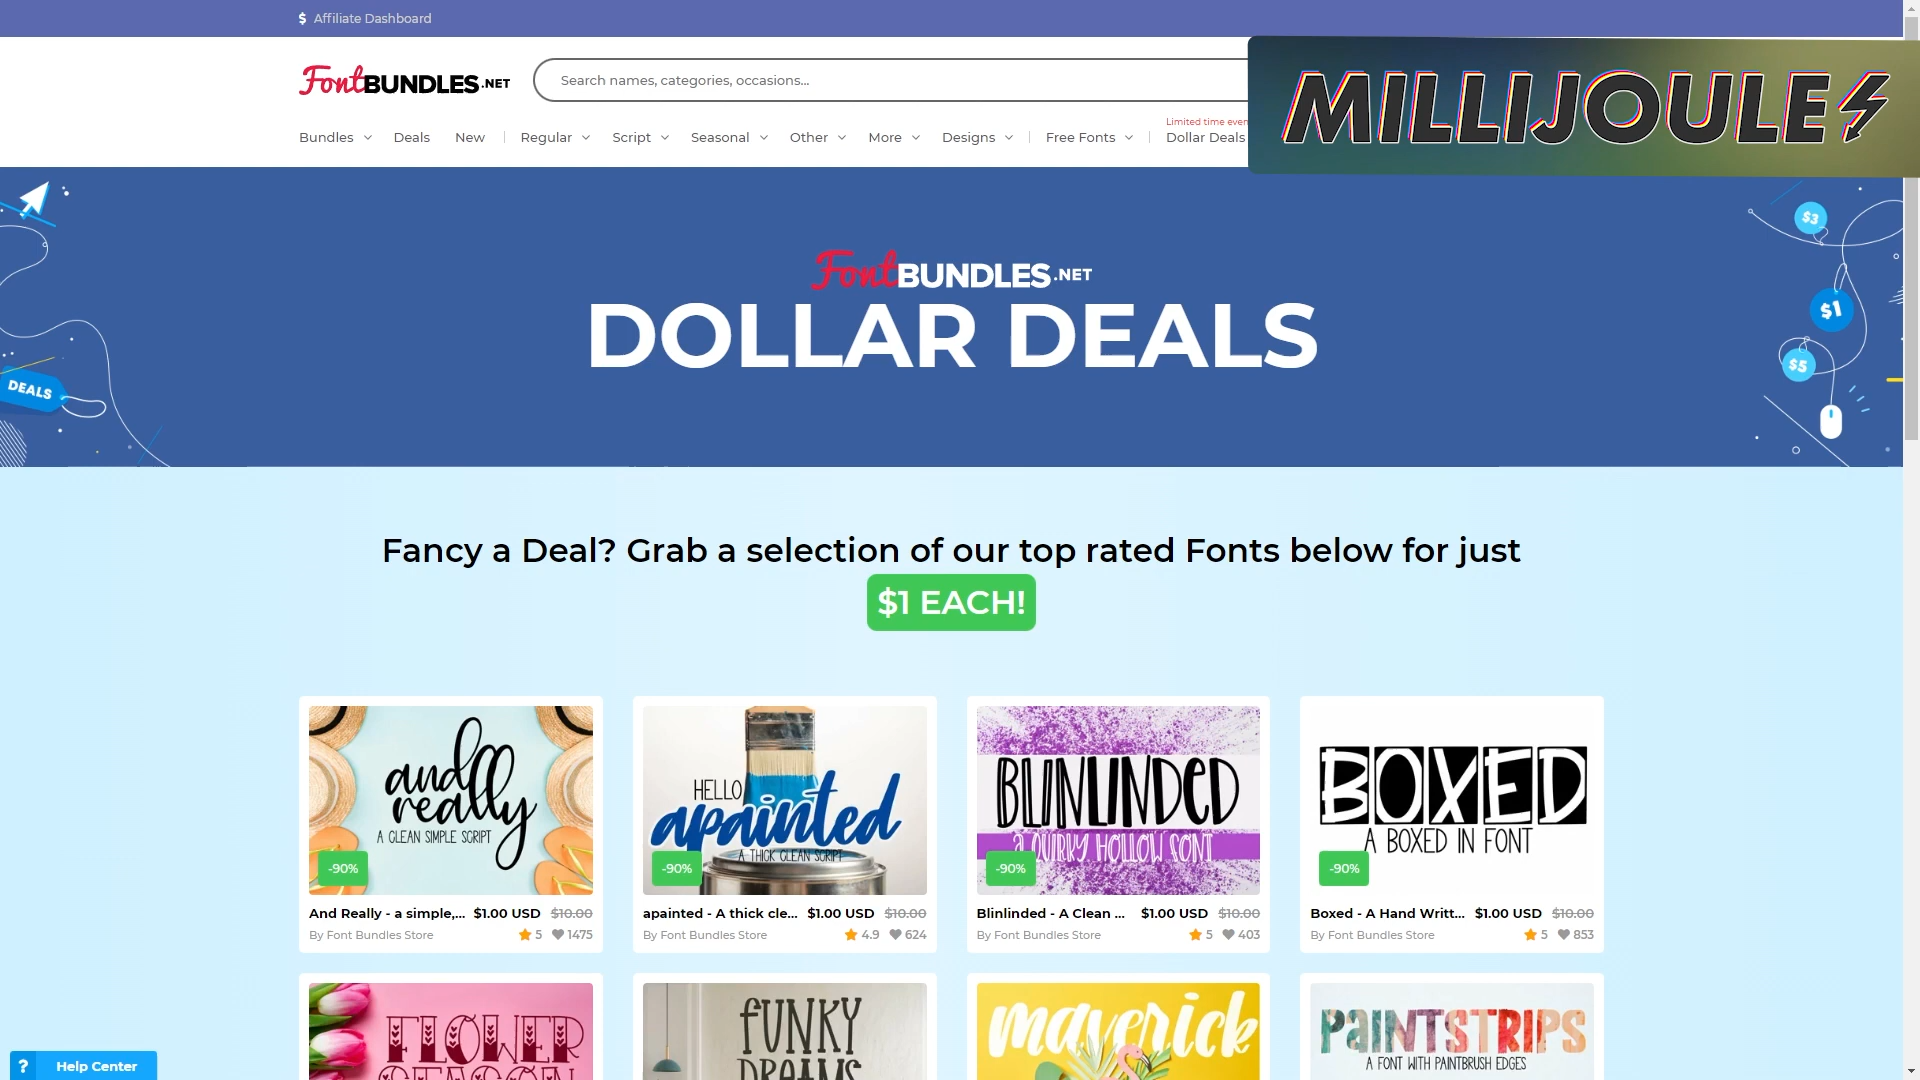 $ Affiliate Dashboard
FontBUNDLES.NET
Search names, categories, occasions...
MILLIJOULE
Limited time even
Bundles Deals New Regular Script Seasonal Other More Designs Free Fonts Dollar Deals
$3
FontBUNDLES.NET
DOLLAR DEALS
$1
$5
DEALS
Fancy a Deal? Grab a selection of our top rated Fonts below for just
$1 EACH!
and really
A CLEAN SIMPLE SCRIPT
-90%
And Really - a simple,... $1.00 USD $10.00
By Font Bundles Store 5 1475
HELLO
apainted
A THICK CLEAN SCRIPT
-90%
apainted - A thick cle... $1.00 USD $10.00
By Font Bundles Store 4.9 624
BLINLINDED
a QUIRKY HOLLOW FONT
-90%
Blinlinded - A Clean ... $1.00 USD $10.00
By Font Bundles Store 5 403
BOXED
A BOXED IN FONT
-90%
Boxed - A Hand Writt... $1.00 USD $10.00
By Font Bundles Store 5 853
FLOWER
SEASON
FUNKY
DREAMS
maverick
PAINTSTRIPS
A FONT WITH PAINTBRUSH EDGES
? Help Center